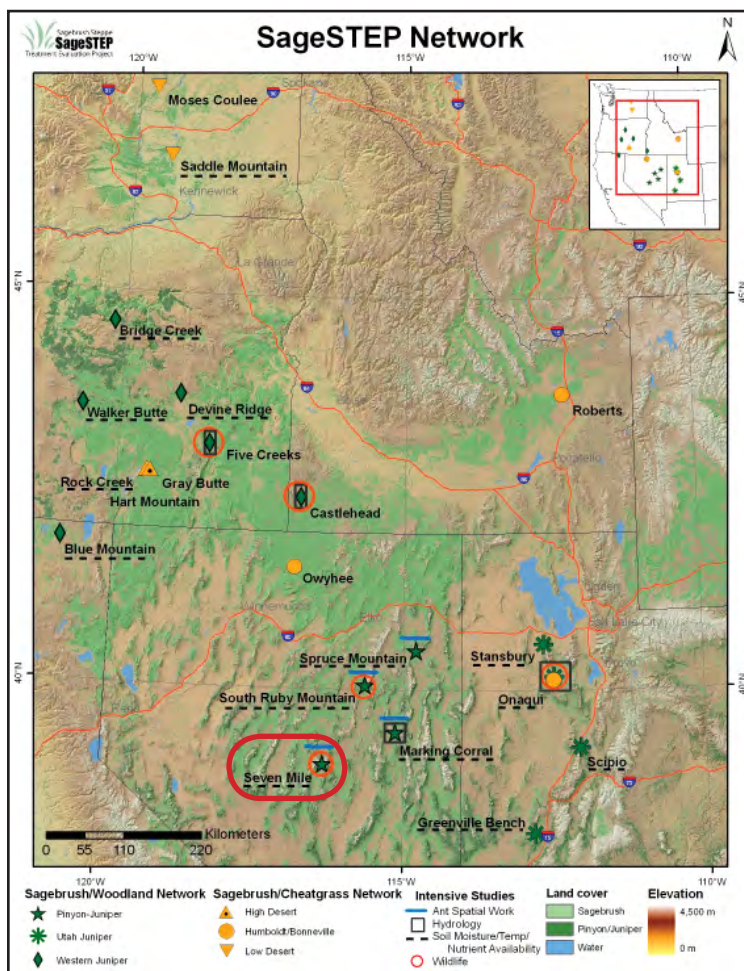 Sagebrush Steppe
SageSTEP
Treatment Evaluation Project
SageSTEP Network
N
120°W
115°W
110°W
Spokane
90
Moses Coulee
Saddle Mountain
Kennewick
La Grande
45°N
45°N
Bridge Creek
Walker Butte
Devine Ridge
Roberts
Five Creeks
Pocatello
Rock Creek
Gray Butte
Hart Mountain
Castlehead
Blue Mountain
Owyhee
Winnemucca
Elko
Ogden
Salt Lake City
80
Spruce Mountain
Stansbury
Provo
40°N
40°N
South Ruby Mountain
Onaqui
Reno
Marking Corral
Scipio
Seven Mile
Greenville Bench
15
Kilometers
0 55 110 220
120°W
115°W
110°W
Sagebrush/Woodland Network
Pinyon-Juniper
Utah Juniper
Western Juniper
Sagebrush/Cheatgrass Network
High Desert
Humboldt/Bonneville
Low Desert
Intensive Studies
Ant Spatial Work
Hydrology
Soil Moisture/Temp/
Nutrient Availability
Wildlife
Land cover
Sagebrush
Pinyon/Juniper
Water
Elevation
4,500 m
0 m